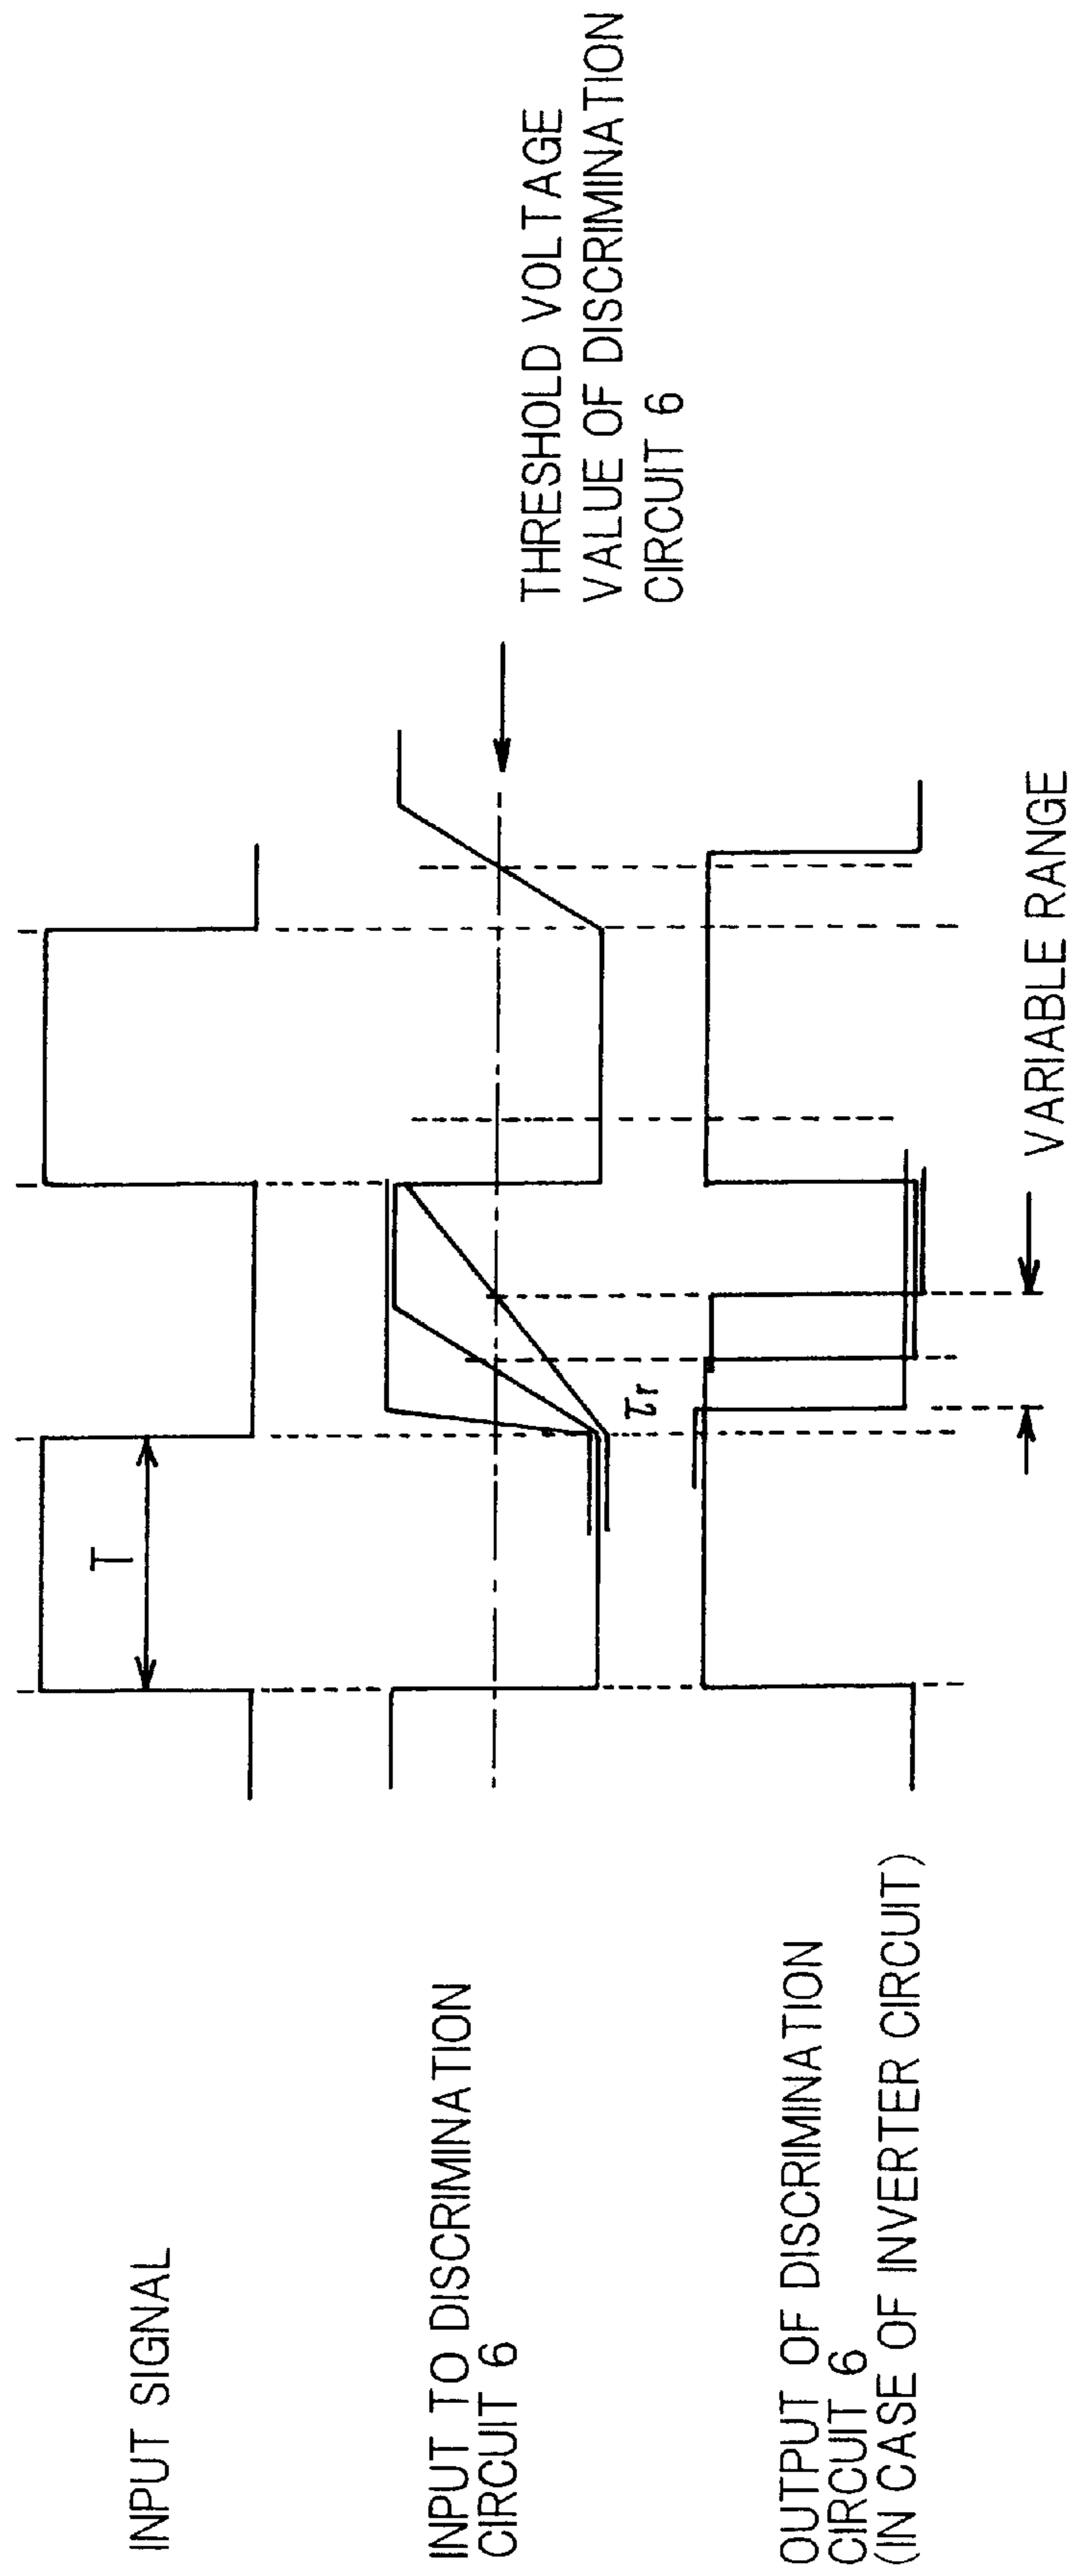 INPUT SIGNAL
T
INPUT TO DISCRIMINATION
CIRCUIT 6
τr
THRESHOLD VOLTAGE
VALUE OF DISCRIMINATION
CIRCUIT 6
OUTPUT OF DISCRIMINATION
CIRCUIT 6
(IN CASE OF INVERTER CIRCUIT)
VARIABLE RANGE